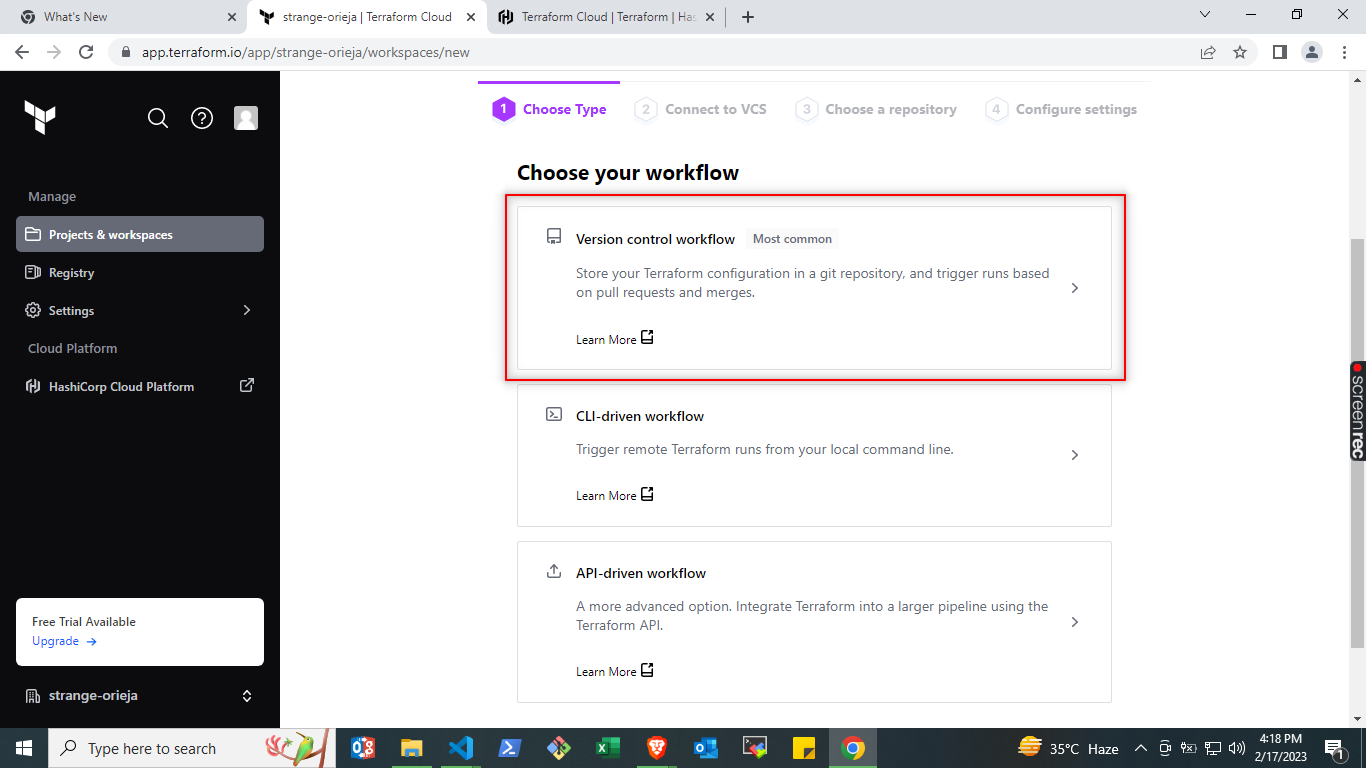 What's New
strange-orieja | Terraform Cloud
Terraform Cloud | Terraform | Has
app.terraform.io/app/strange-orieja/workspaces/new
1 Choose Type
2 Connect to VCS
3 Choose a repository
4 Configure settings
Manage
Projects & workspaces
Registry
Settings
Cloud Platform
HashiCorp Cloud Platform
Free Trial Available
Upgrade →
strange-orieja
Choose your workflow
Version control workflow Most common
Store your Terraform configuration in a git repository, and trigger runs based
on pull requests and merges.
Learn More
CLI-driven workflow
Trigger remote Terraform runs from your local command line.
Learn More
API-driven workflow
A more advanced option. Integrate Terraform into a larger pipeline using the
Terraform API.
Learn More
screenrec
Type here to search
35°C Haze
4:18 PM
2/17/2023
1